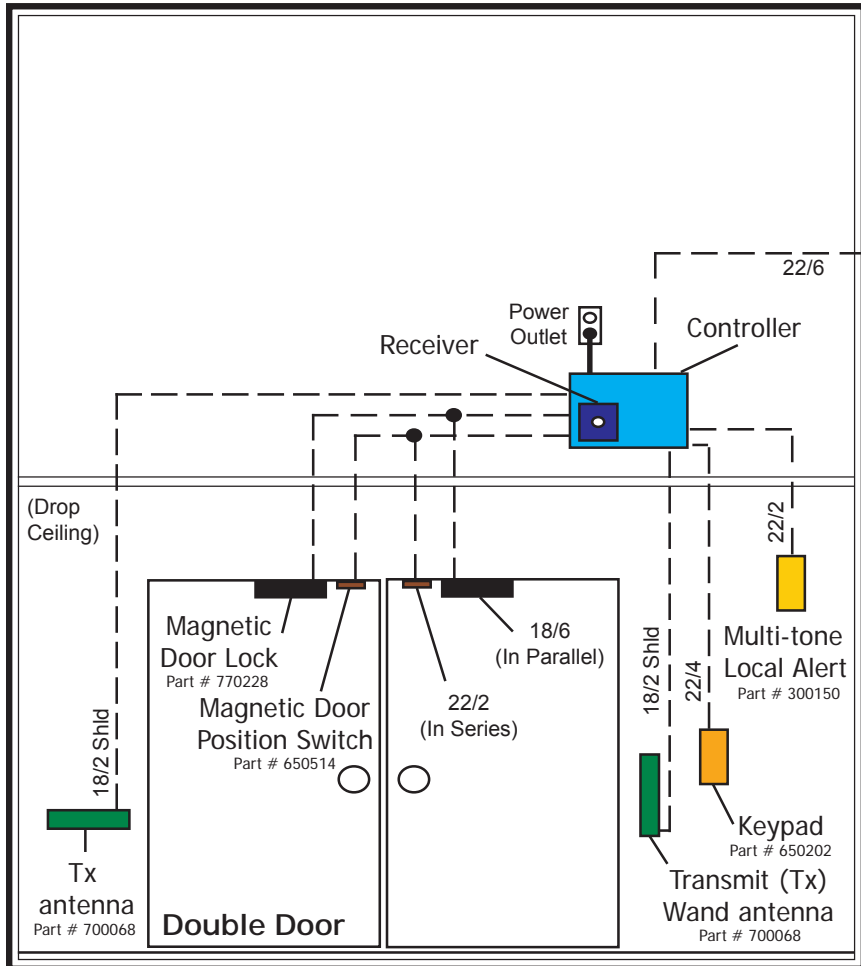 22/6
Power
Outlet
Controller
Receiver
(Drop
Ceiling)
22/2
18/2 Shld
22/4
18/2 Shld
Magnetic
Door Lock
Part # 770228
18/6
(In Parallel)
Magnetic Door
Position Switch
Part # 650514
22/2
(In Series)
Multi-tone
Local Alert
Part # 300150
Keypad
Part # 650202
Tx
antenna
Part # 700068
Transmit (Tx)
Wand antenna
Part # 700068
Double Door